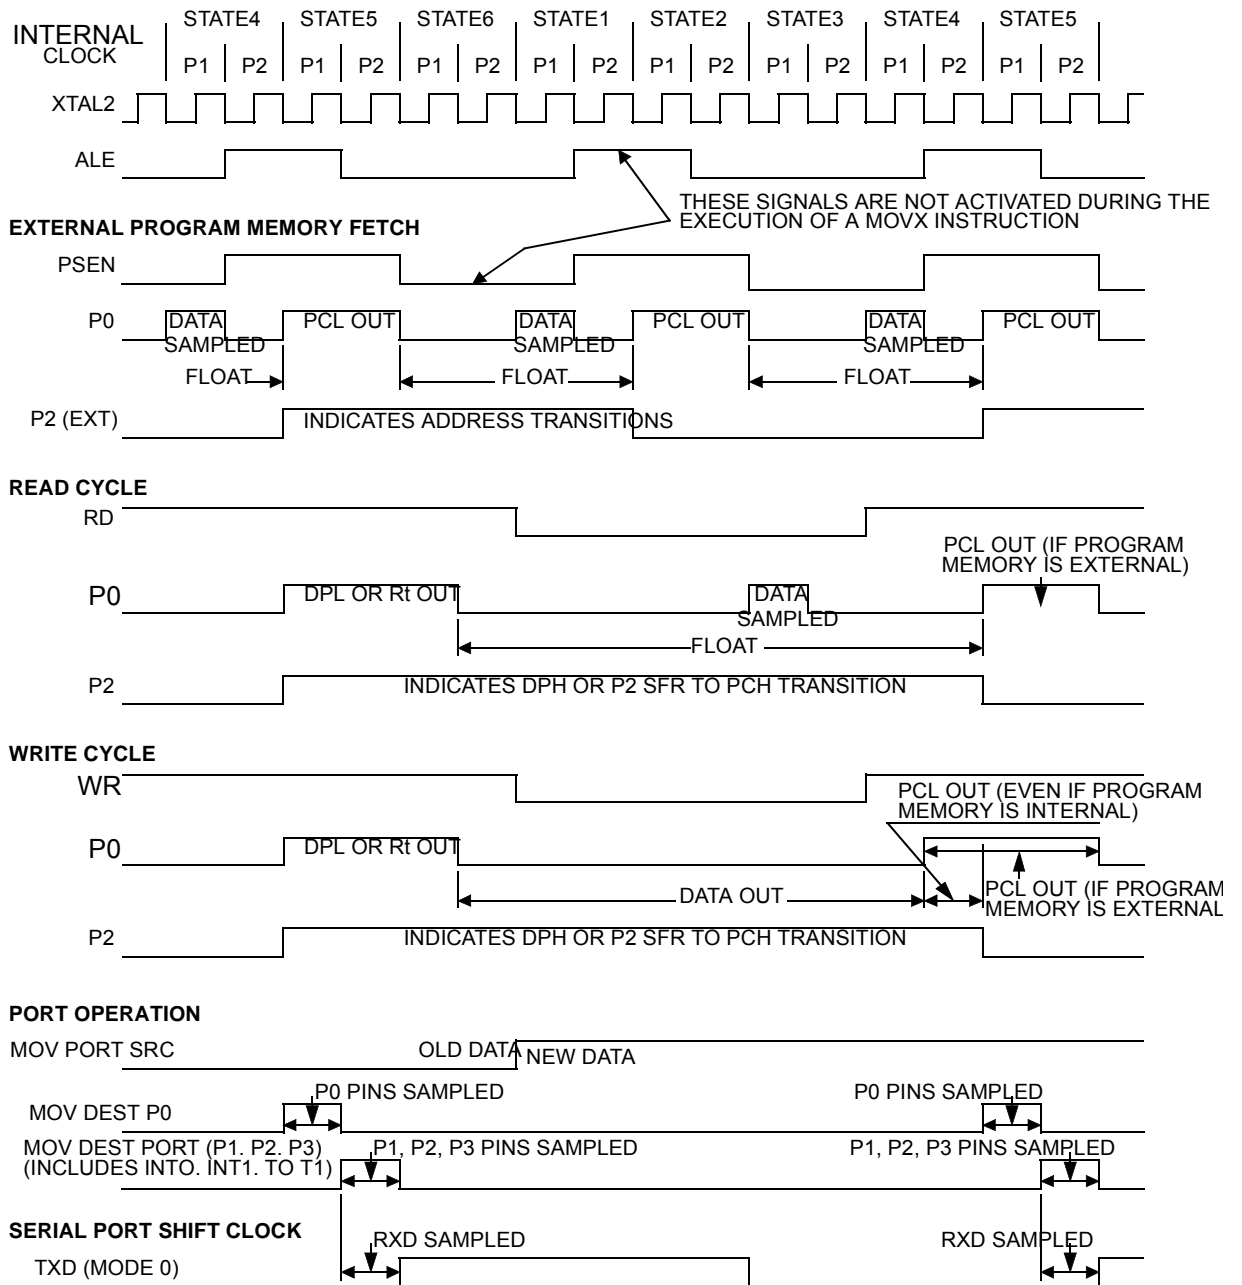 STATE4 STATE5 STATE6 STATE1 STATE2 STATE3 STATE4 STATE5
INTERNAL
CLOCK
P1 P2 P1 P2 P1 P2 P1 P2 P1 P2 P1 P2 P1 P2 P1 P2
XTAL2
ALE
THESE SIGNALS ARE NOT ACTIVATED DURING THE
EXECUTION OF A MOVX INSTRUCTION
EXTERNAL PROGRAM MEMORY FETCH
PSEN
P0 DATA PCL OUT DATA PCL OUT DATA PCL OUT
SAMPLED SAMPLED SAMPLED
FLOAT FLOAT FLOAT
P2 (EXT) INDICATES ADDRESS TRANSITIONS
READ CYCLE
RD
PCL OUT (IF PROGRAM
MEMORY IS EXTERNAL)
P0 DPL OR Rt OUT DATA
SAMPLED
FLOAT
P2 INDICATES DPH OR P2 SFR TO PCH TRANSITION
WRITE CYCLE
WR
PCL OUT (EVEN IF PROGRAM
MEMORY IS INTERNAL)
P0 DPL OR Rt OUT
DATA OUT PCL OUT (IF PROGRAM
MEMORY IS EXTERNAL
P2 INDICATES DPH OR P2 SFR TO PCH TRANSITION
PORT OPERATION
MOV PORT SRC OLD DATA NEW DATA
P0 PINS SAMPLED P0 PINS SAMPLED
MOV DEST P0
MOV DEST PORT (P1. P2. P3) P1, P2, P3 PINS SAMPLED P1, P2, P3 PINS SAMPLED
(INCLUDES INTO. INT1. TO T1)
SERIAL PORT SHIFT CLOCK
RXD SAMPLED RXD SAMPLED
TXD (MODE 0)